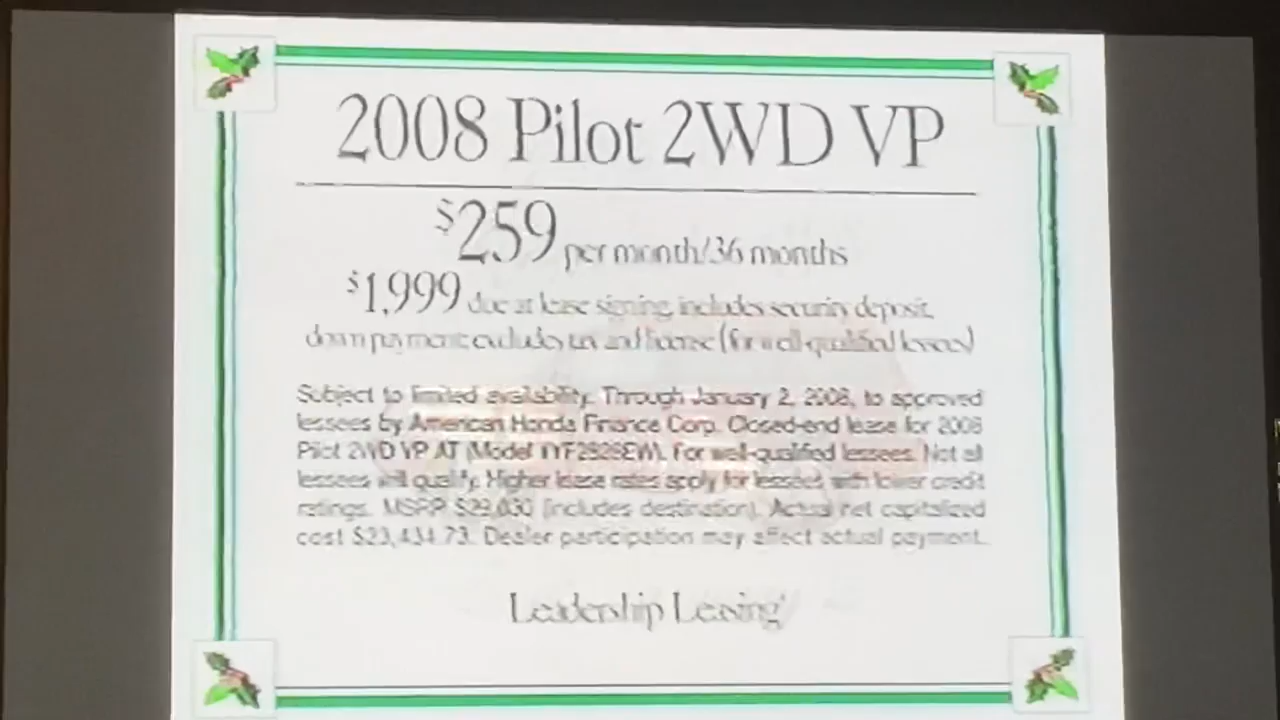 2008 Pilot 2WD VP
$259 per month/36 months
$1,999 due at lease signing, includes security deposit,
down payment; excludes tax and license (for well-qualified lessees)
Subject to limited availability. Through January 2, 2008, to approved
lessees by American Honda Finance Corp. Closed-end lease for 2008
Pilot 2WD VP AT (Model For well-qualified lessees. Not all
lessees will qualify. Higher lease rates apply for lessees with lower credit
ratings. MSRP (includes destination). Actual net capitalized
cost $23,434.73. Dealer participation may affect actual payment.
Leadership Leasing